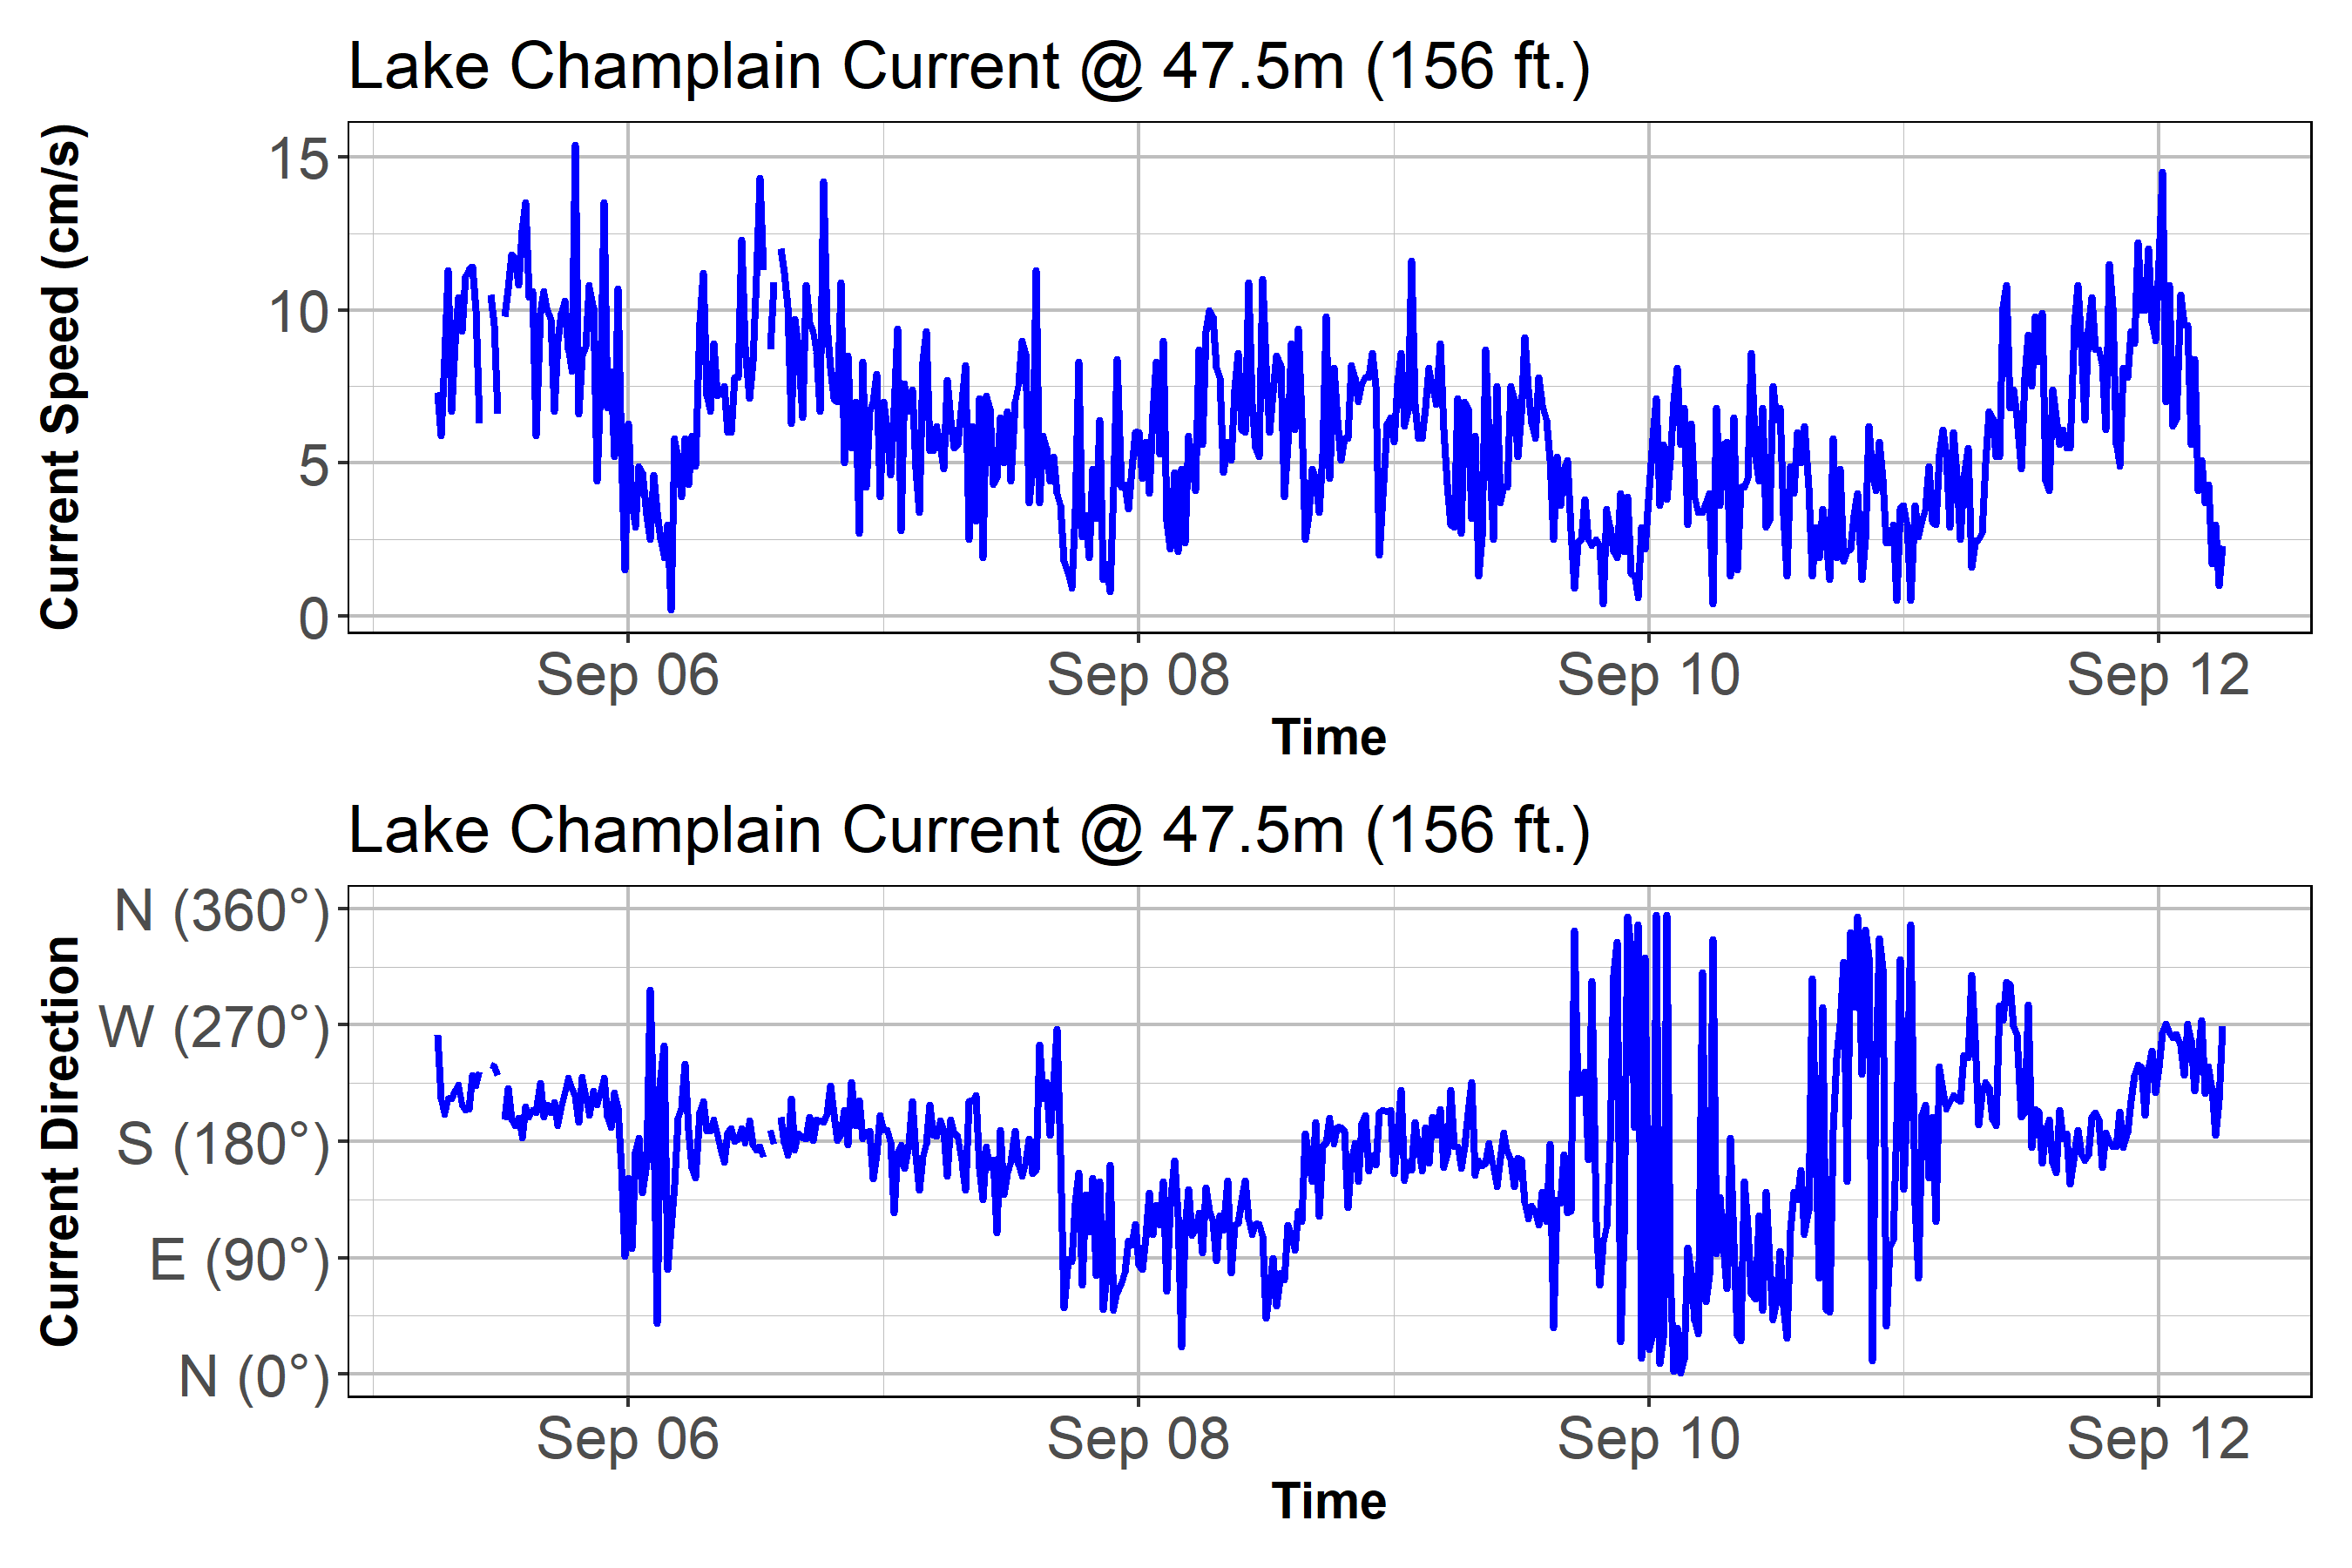 Lake Champlain Current @ 47.5m (156 ft.)
Current Speed (cm/s)
15
10
5
0
Sep 06 Sep 08 Sep 10 Sep 12
Time
Lake Champlain Current @ 47.5m (156 ft.)
Current Direction
N (360°)
W (270°)
S (180°)
E (90°)
N (0°)
Sep 06 Sep 08 Sep 10 Sep 12
Time